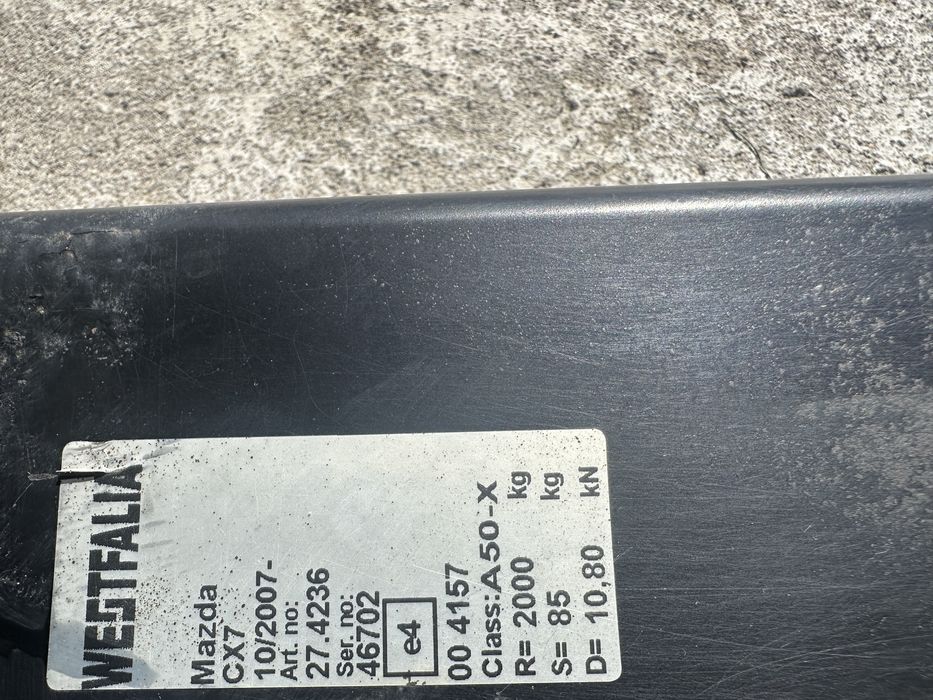 WESTFALIA
Mazda
CX7
10/2007-
Art. no:
27.4236
Ser. no:
46702
e4
00 4157
Class: A50-X
R= 2000 kg
S= 85 kg
D= 10,80 kN